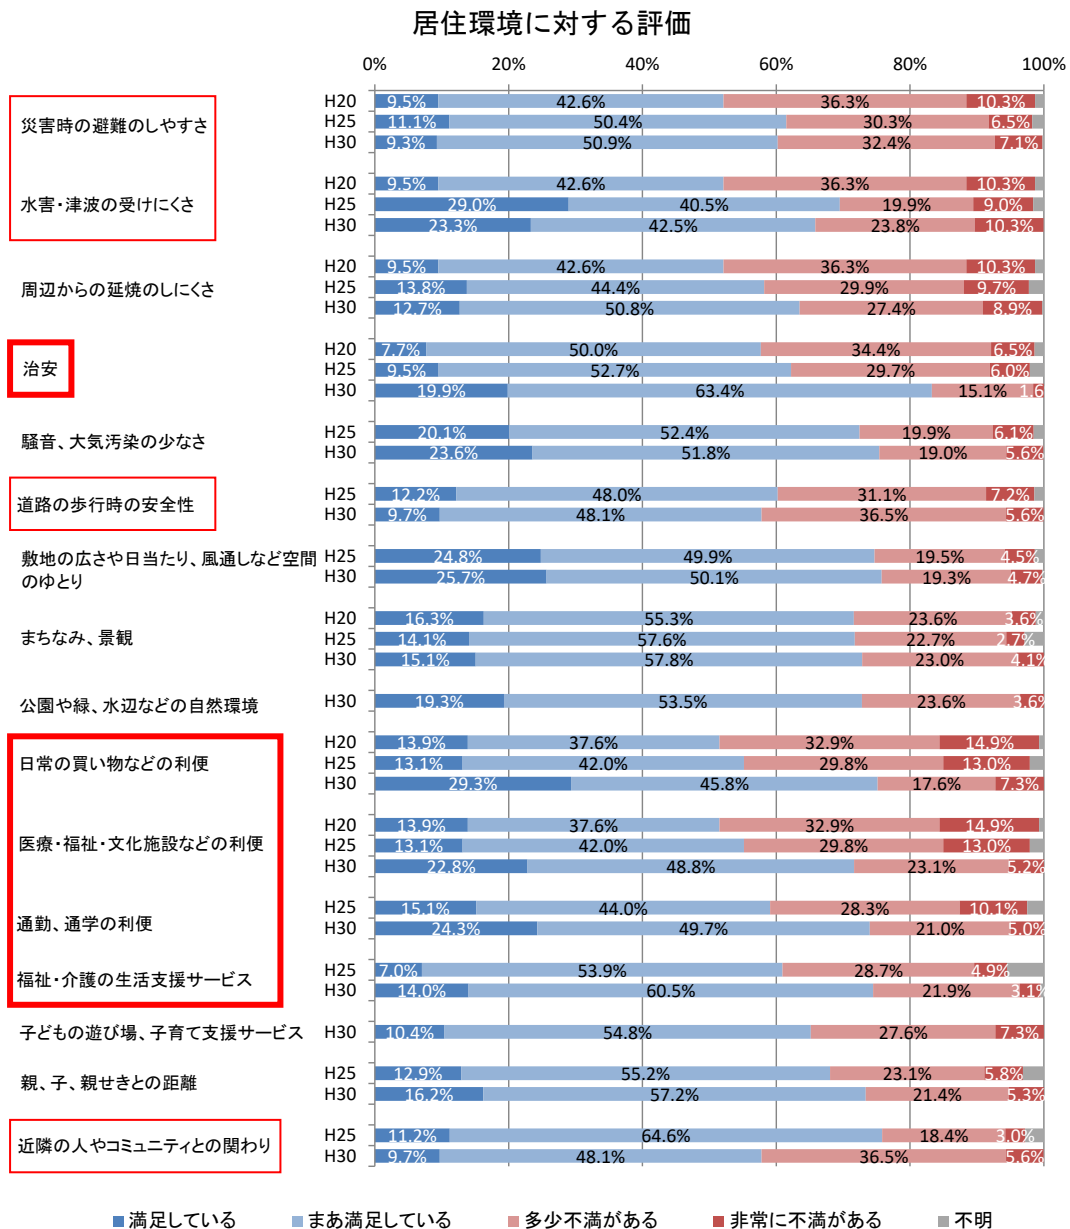 居住環境に対する評価
0% 20% 40% 60% 80% 100%
災害時の避難のしやすさ
H20 9.5% 42.6% 36.3% 10.3%
H25 11.1% 50.4% 30.3% 6.5%
H30 9.3% 50.9% 32.4% 7.1%
水害・津波の受けにくさ
H20 9.5% 42.6% 36.3% 10.3%
H25 29.0% 40.5% 19.9% 9.0%
H30 23.3% 42.5% 23.8% 10.3%
周辺からの延焼のしにくさ
H20 9.5% 42.6% 36.3% 10.3%
H25 13.8% 44.4% 29.9% 9.7%
H30 12.7% 50.8% 27.4% 8.9%
治安
H20 7.7% 50.0% 34.4% 6.5%
H25 9.5% 52.7% 29.7% 6.0%
H30 19.9% 63.4% 15.1% 1.6
騒音、大気汚染の少なさ
H25 20.1% 52.4% 19.9% 6.1%
H30 23.6% 51.8% 19.0% 5.6%
道路の歩行時の安全性
H25 12.2% 48.0% 31.1% 7.2%
H30 9.7% 48.1% 36.5% 5.6%
敷地の広さや日当たり、風通しなど空間
のゆとり
H25 24.8% 49.9% 19.5% 4.5%
H30 25.7% 50.1% 19.3% 4.7%
まちなみ、景観
H20 16.3% 55.3% 23.6% 3.6%
H25 14.1% 57.6% 22.7% 2.7%
H30 15.1% 57.8% 23.0% 4.1%
公園や緑、水辺などの自然環境
H30 19.3% 53.5% 23.6% 3.6%
日常の買い物などの利便
H20 13.9% 37.6% 32.9% 14.9%
H25 13.1% 42.0% 29.8% 13.0%
H30 29.3% 45.8% 17.6% 7.3%
医療・福祉・文化施設などの利便
H20 13.9% 37.6% 32.9% 14.9%
H25 13.1% 42.0% 29.8% 13.0%
H30 22.8% 48.8% 23.1% 5.2%
通勤、通学の利便
H25 15.1% 44.0% 28.3% 10.1%
H30 24.3% 49.7% 21.0% 5.0%
福祉・介護の生活支援サービス
H25 7.0% 53.9% 28.7% 4.9%
H30 14.0% 60.5% 21.9% 3.1%
子どもの遊び場、子育て支援サービス
H30 10.4% 54.8% 27.6% 7.3%
親、子、親せきとの距離
H25 12.9% 55.2% 23.1% 5.8%
H30 16.2% 57.2% 21.4% 5.3%
近隣の人やコミュニティとの関わり
H25 11.2% 64.6% 18.4% 3.0%
H30 9.7% 48.1% 36.5% 5.6%
満足している まあ満足している 多少不満がある 非常に不満がある 不明